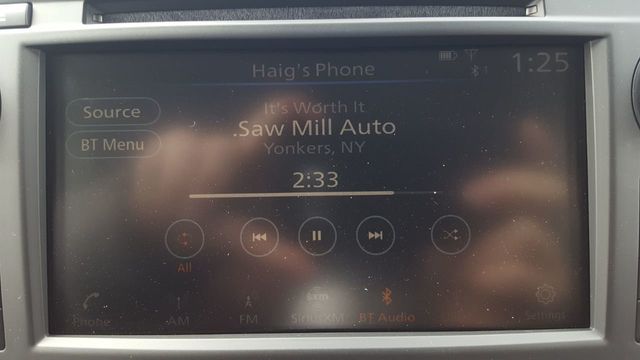 Haig's Phone
1:25
Source
BT Menu
It's Worth It
.Saw Mill Auto
Yonkers, NY
2:33
All
Phone
AM
FM
SiriusXM
BT Audio
Settings